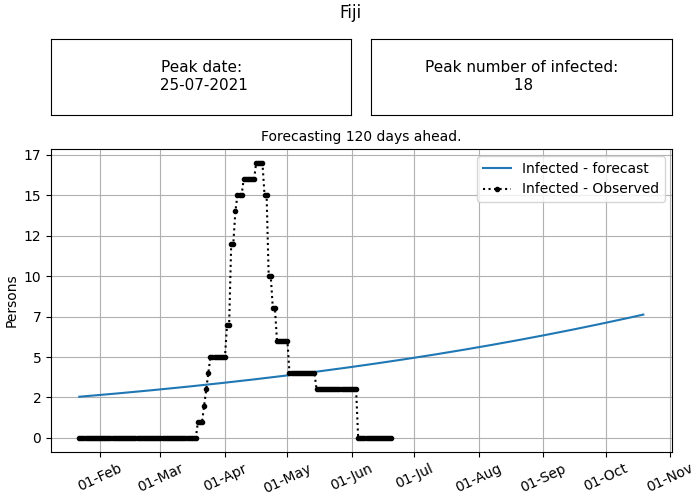 Fiji
Peak date:
25-07-2021
Peak number of infected:
18
Forecasting 120 days ahead.
Infected - forecast
Infected - Observed
Persons
17
15
12
10
7
5
2
0
01-Feb
01-Mar
01-Apr
01-May
01-Jun
01-Jul
01-Aug
01-Sep
01-Oct
01-Nov